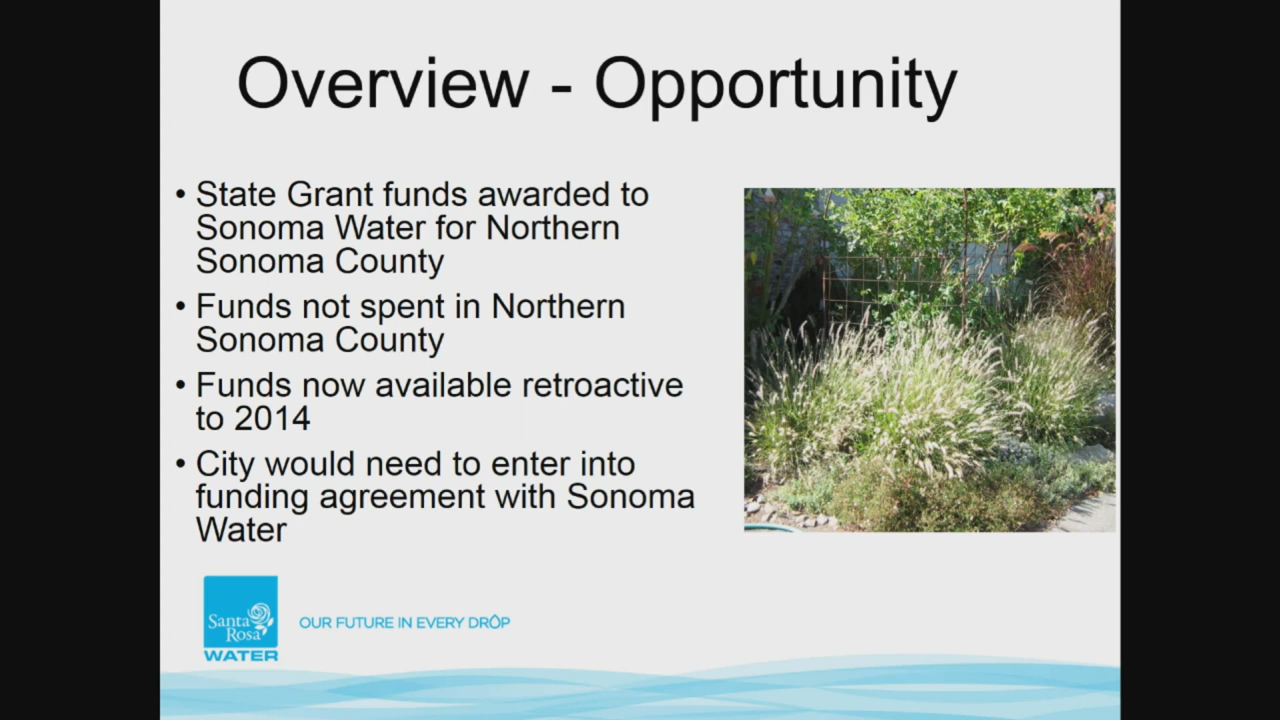 Overview - Opportunity
• State Grant funds awarded to
Sonoma Water for Northern
Sonoma County
• Funds not spent in Northern
Sonoma County
• Funds now available retroactive
to 2014
• City would need to enter into
funding agreement with Sonoma
Water
Santa
Rosa
WATER
OUR FUTURE IN EVERY DROP